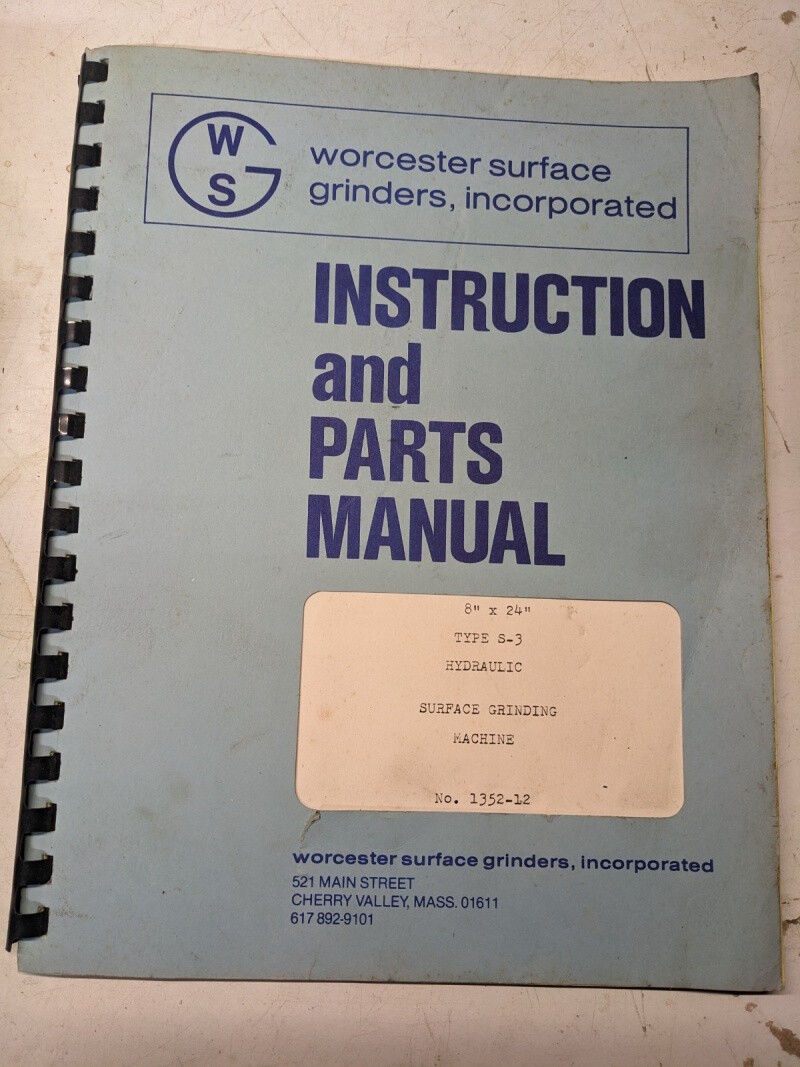 W
G
S
worcester surface
grinders, incorporated
INSTRUCTION
and
PARTS
MANUAL
8" x 24"
TYPE S-3
HYDRAULIC
SURFACE GRINDING
MACHINE
No. 1352-12
worcester surface grinders, incorporated
521 MAIN STREET
CHERRY VALLEY, MASS. 01611
617 892-9101